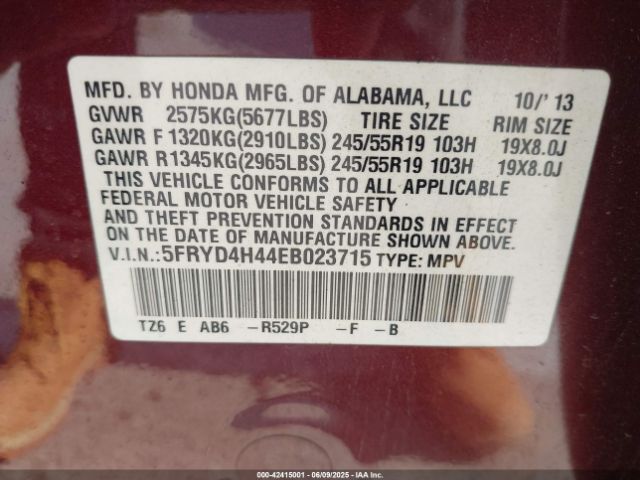 MFD. BY HONDA MFG. OF ALABAMA, LLC 10/'13
GVWR 2575KG(5677LBS) TIRE SIZE RIM SIZE
GAWR F 1320KG(2910LBS) 245/55R19 103H 19X8.0J
GAWR R1345KG(2965LBS) 245/55R19 103H 19X8.0J
THIS VEHICLE CONFORMS TO ALL APPLICABLE
FEDERAL MOTOR VEHICLE SAFETY
AND THEFT PREVENTION STANDARDS IN EFFECT
ON THE DATE OF MANUFACTURE SHOWN ABOVE.
V.I.N.:5FRYD4H44EB023715 TYPE: MPV
TZ6 E AB6 -R529P -F -B
000-42415001 | 06/09/2025 | IAAI.COM